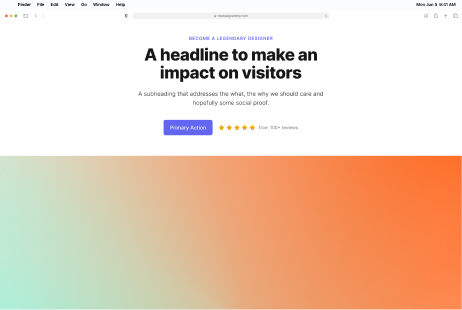 Finder File Edit View Go Window Help
Mon Jun 5 9:41 AM
BECOME A LEGENDARY DESIGNER
A headline to make an
impact on visitors
A subheading that addresses the what, the why we should care and
hopefully some social proof.
Primary Action
from 100+ reviews